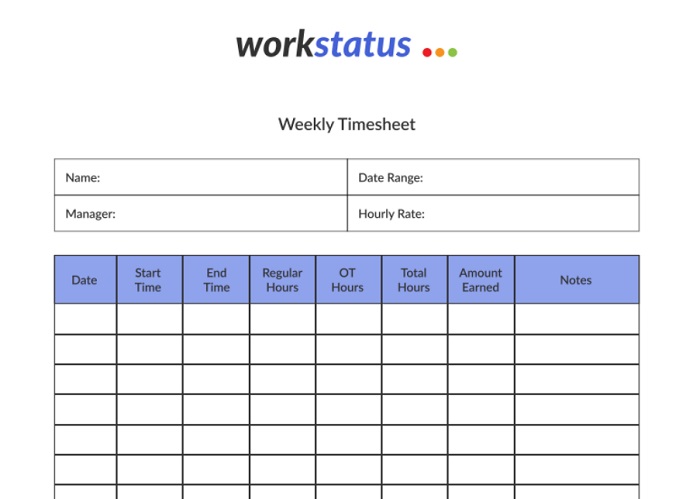 workstatus
Weekly Timesheet
Name:
Date Range:
Manager:
Hourly Rate:
Date
Start
Time
End
Time
Regular
Hours
OT
Hours
Total
Hours
Amount
Earned
Notes